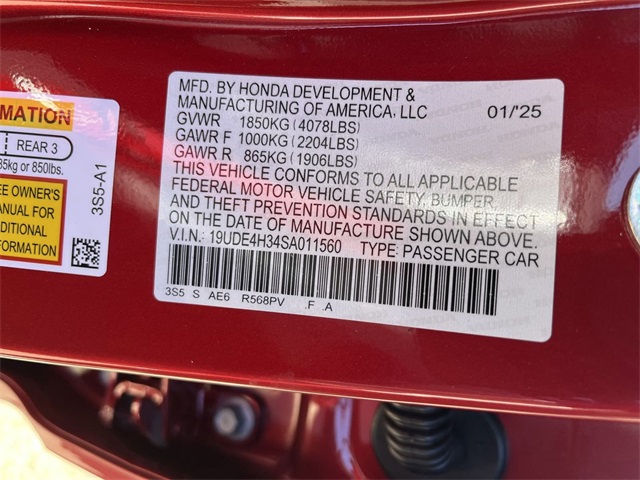 MFD. BY HONDA DEVELOPMENT &
MANUFACTURING OF AMERICA, LLC 01/'25
GVWR 1850KG (4078LBS)
GAWR F 1000KG (2204LBS)
GAWR R 865KG (1906LBS)
THIS VEHICLE CONFORMS TO ALL APPLICABLE
FEDERAL MOTOR VEHICLE SAFETY, BUMPER,
AND THEFT PREVENTION STANDARDS IN EFFECT
ON THE DATE OF MANUFACTURE SHOWN ABOVE.
V.I.N.: 19UDE4H34SA011560 TYPE: PASSENGER CAR
3S5 S AE6 R568PV .F .A
MATION
REAR 3
85kg or 850lbs.
EE OWNER'S
ANUAL FOR
DDITIONAL
FORMATION
3S5-A1